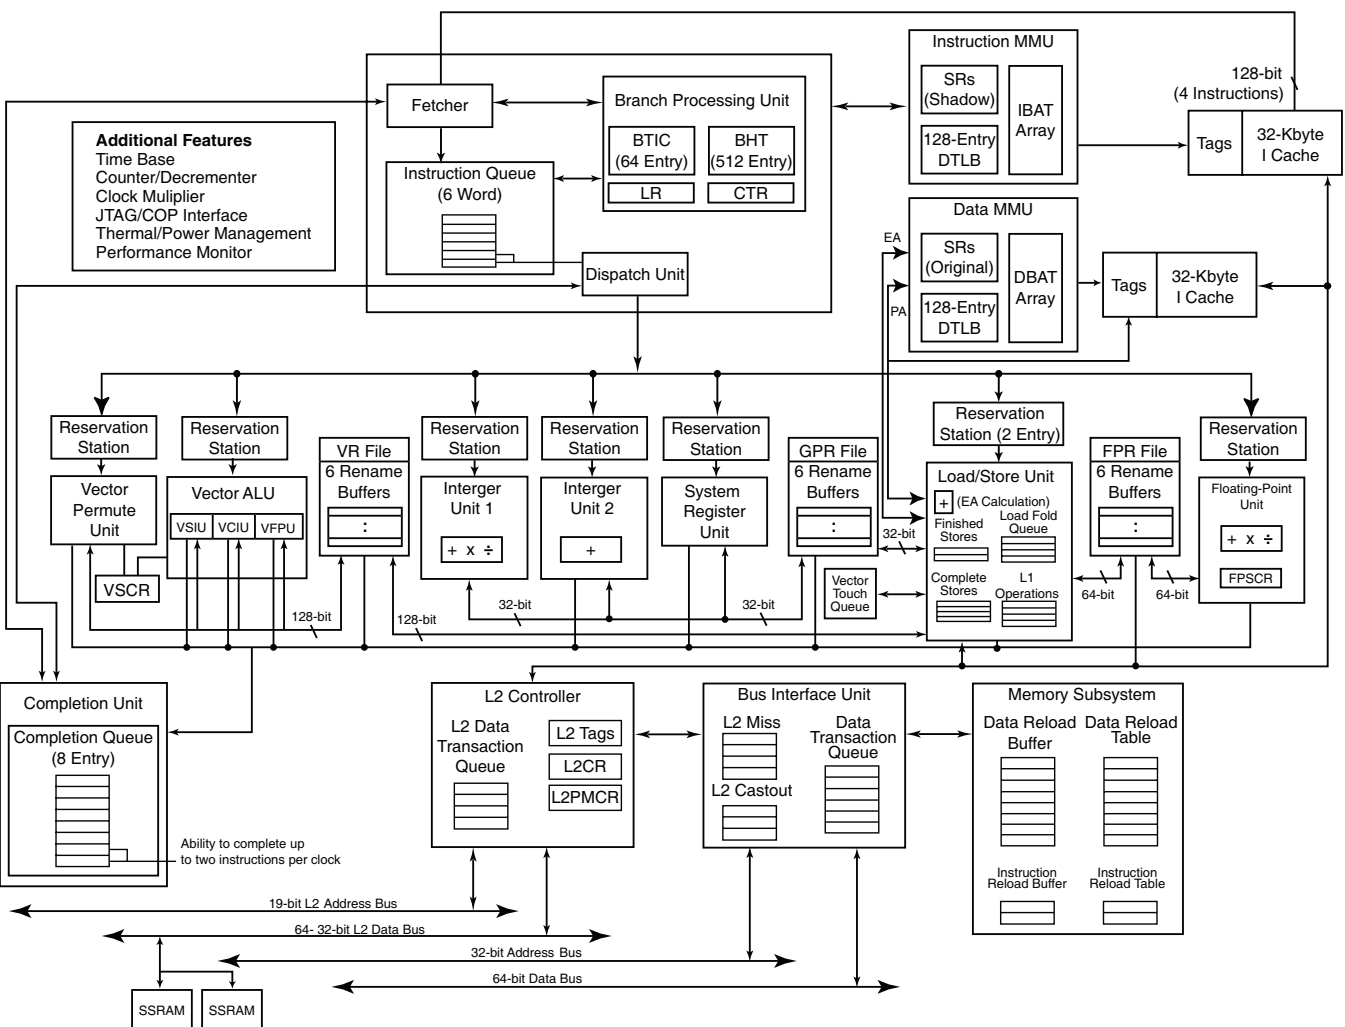 Additional Features
Time Base
Counter/Decrementer
Clock Muliplier
JTAG/COP Interface
Thermal/Power Management
Performance Monitor
Fetcher
Branch Processing Unit
BTIC
(64 Entry)
BHT
(512 Entry)
LR
CTR
Instruction Queue
(6 Word)
Dispatch Unit
Instruction MMU
SRs
(Shadow)
128-Entry
DTLB
IBAT
Array
128-bit
(4 Instructions)
Tags
32-Kbyte
I Cache
Data MMU
EA
PA
SRs
(Original)
128-Entry
DTLB
DBAT
Array
Tags
32-Kbyte
I Cache
Reservation
Station
Reservation
Station
Reservation
Station
Reservation
Station
Reservation
Station
Reservation
Station (2 Entry)
Reservation
Station
Vector
Permute
Unit
VSCR
Vector ALU
VSIU
VCIU
VFPU
VR File
6 Rename
Buffers
:
128-bit
128-bit
Interger
Unit 1
+ x ÷
Interger
Unit 2
+
32-bit
System
Register
Unit
32-bit
GPR File
6 Rename
Buffers
:
32-bit
Vector
Touch
Queue
Load/Store Unit
+
(EA Calculation)
Finished
Stores
Load Fold
Queue
Complete
Stores
L1
Operations
FPR File
6 Rename
Buffers
:
64-bit
64-bit
Floating-Point
Unit
+ x ÷
FPSCR
Completion Unit
Completion Queue
(8 Entry)
Ability to complete up
to two instructions per clock
L2 Controller
L2 Data
Transaction
Queue
L2 Tags
L2CR
L2PMCR
Bus Interface Unit
L2 Miss
L2 Castout
Data
Transaction
Queue
Memory Subsystem
Data Reload
Buffer
Data Reload
Table
Instruction
Reload Buffer
Instruction
Reload Table
19-bit L2 Address Bus
64- 32-bit L2 Data Bus
32-bit Address Bus
64-bit Data Bus
SSRAM
SSRAM